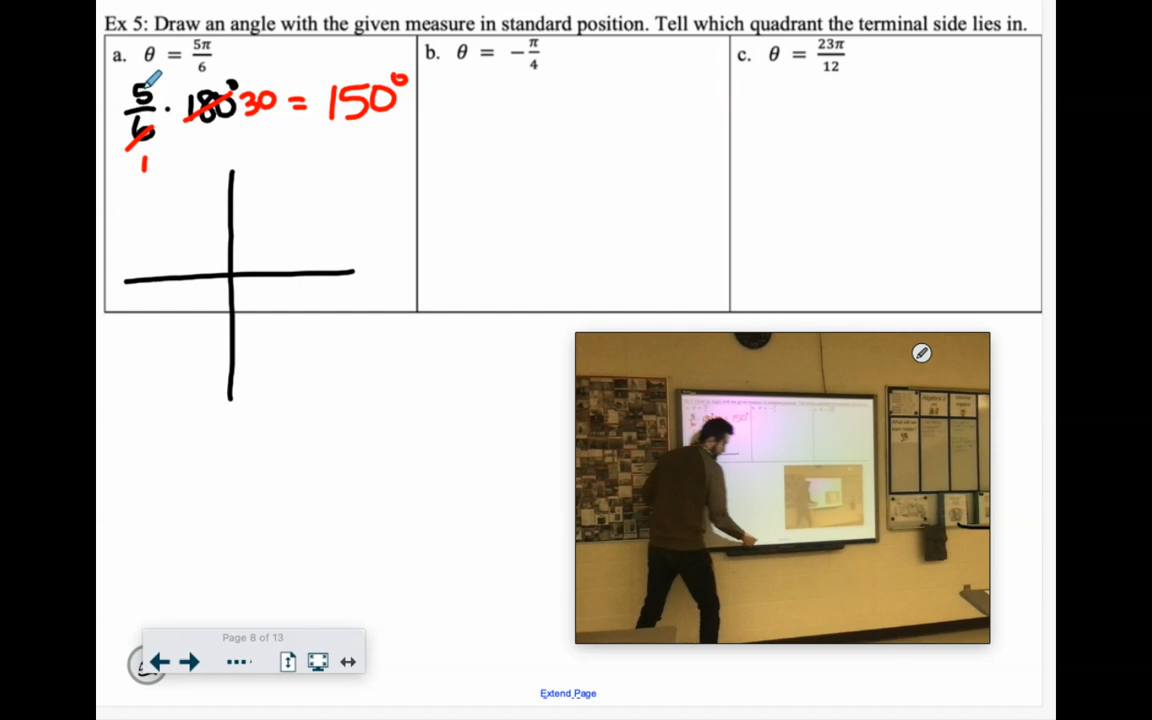 Ex 5: Draw an angle with the given measure in standard position. Tell which quadrant the terminal side lies in.
a. θ = 5π/6
5/6 · 180° 30 = 150°
1
b. θ = −π/4
c. θ = 23π/12
Page 8 of 13
Extend Page